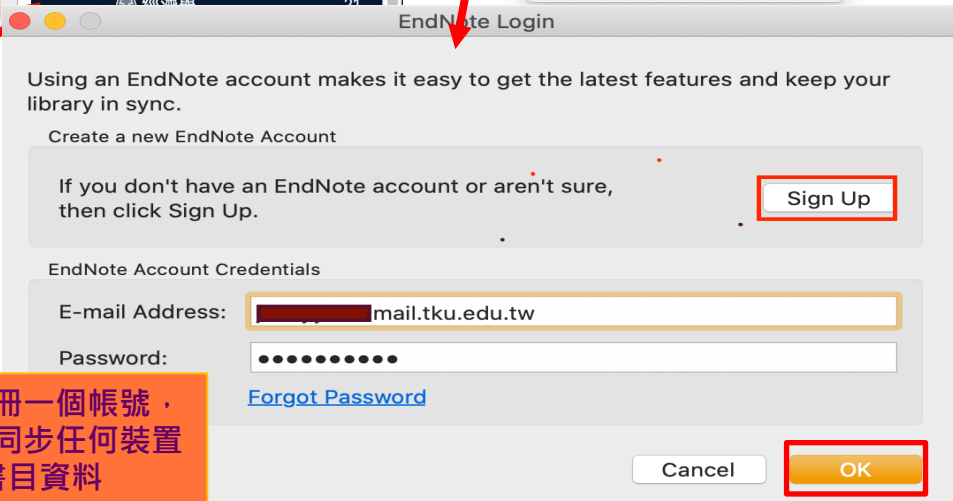 21
EndNote Login
Using an EndNote account makes it easy to get the latest features and keep your
library in sync.
Create a new EndNote Account
If you don't have an EndNote account or aren't sure,
then click Sign Up.
Sign Up
EndNote Account Credentials
E-mail Address:
mail.tku.edu.tw
Password:
Forgot Password
冊一個帳號，
同步任何裝置
書目資料
Cancel
OK